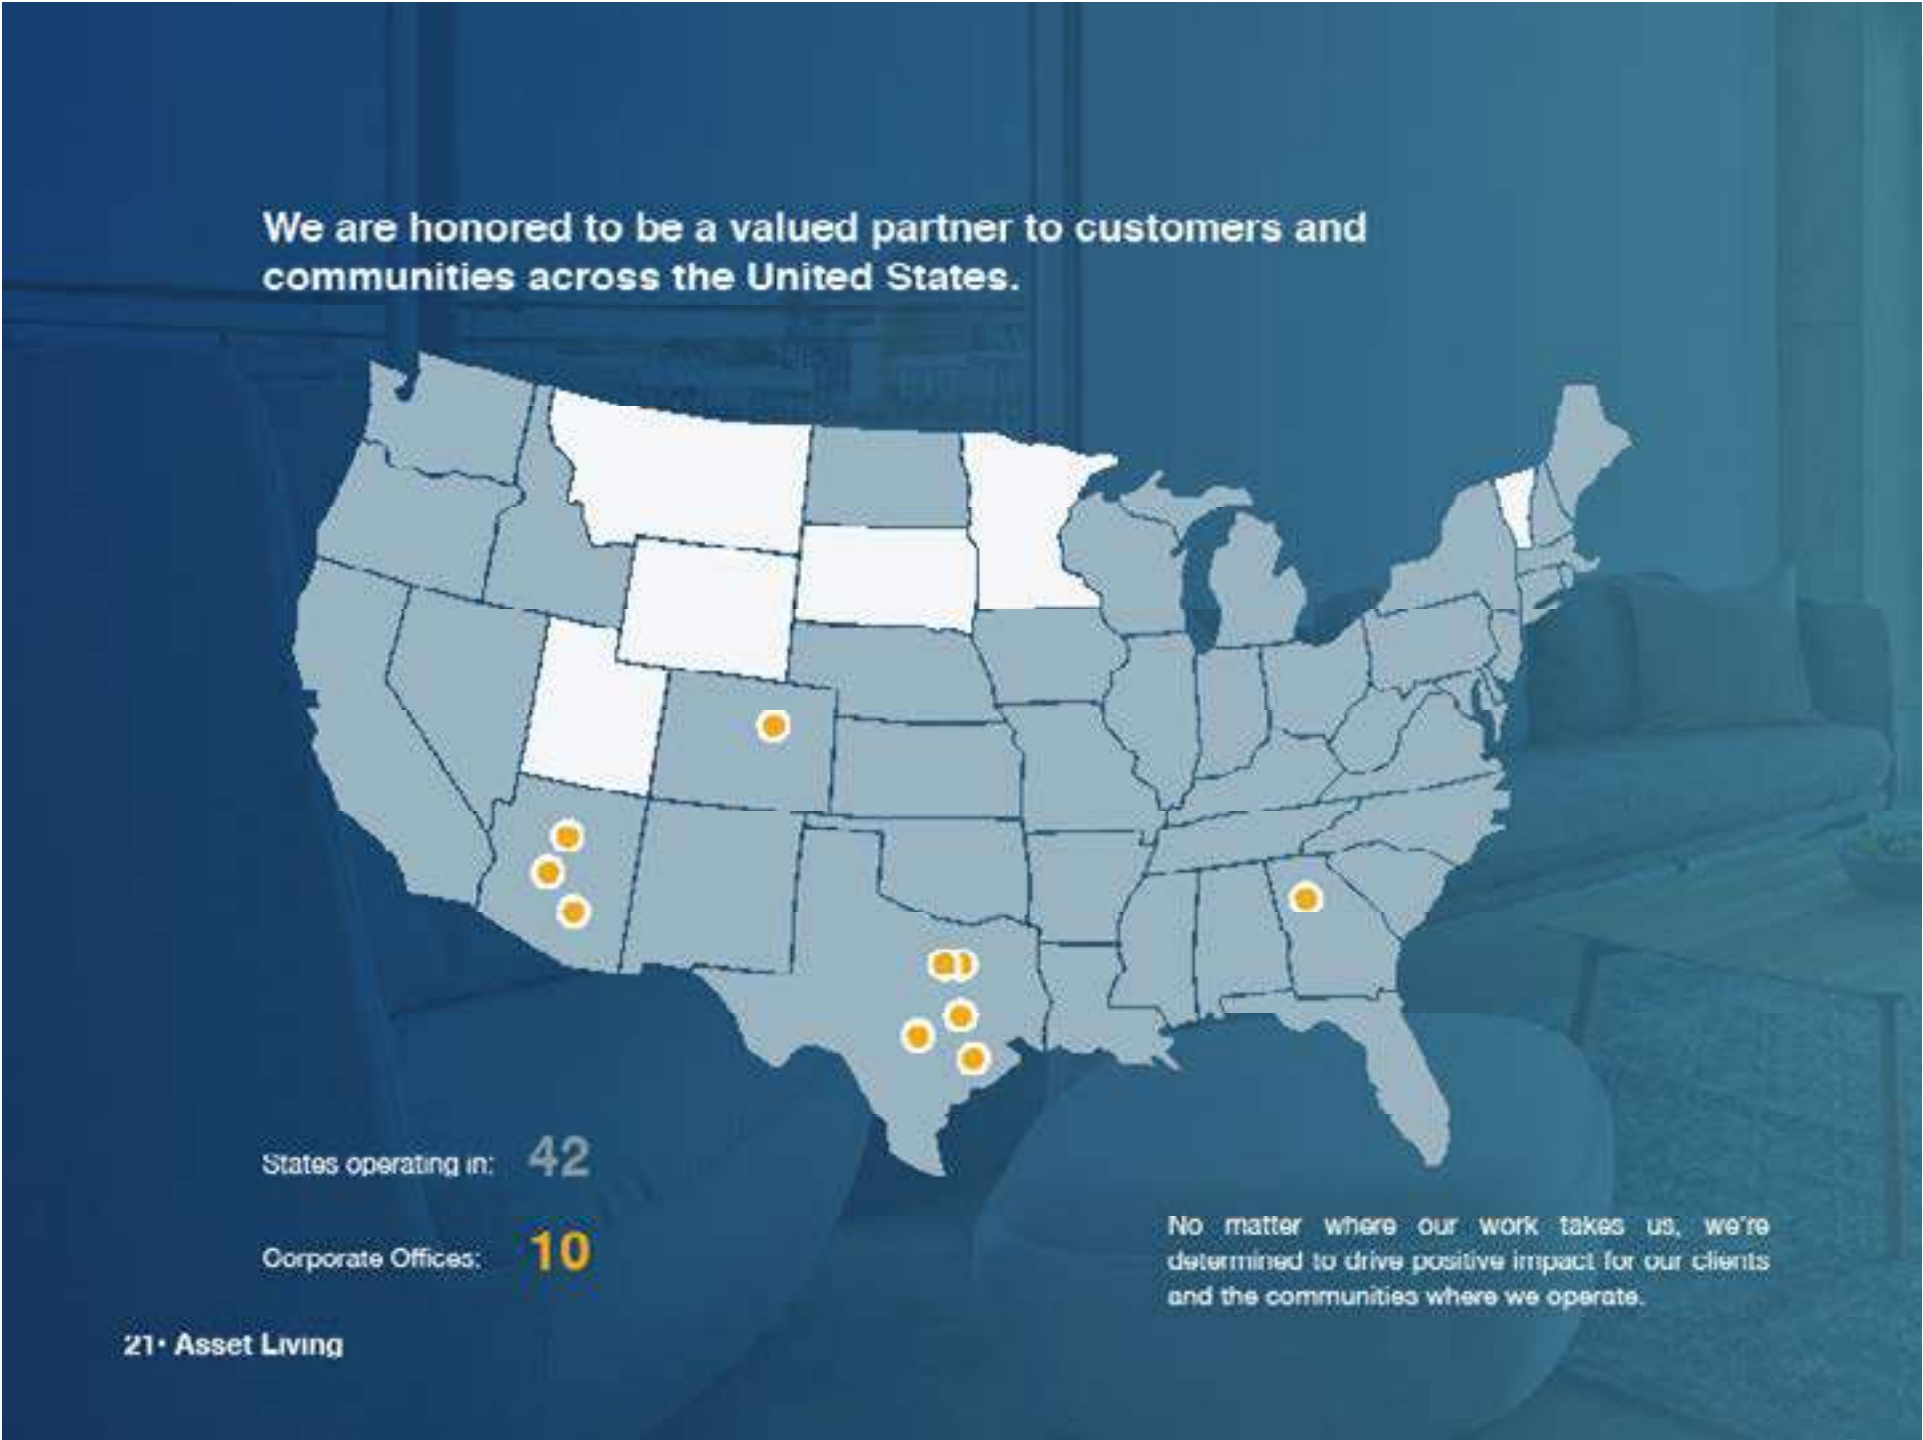 We are honored to be a valued partner to customers and
communities across the United States.
States operating in: 42
Corporate Offices: 10
No matter where our work takes us, we're
determined to drive positive impact for our clients
and the communities where we operate.
21• Asset Living